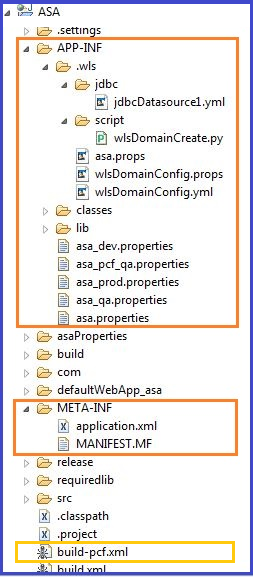 ASA
.settings
APP-INF
.wls
jdbc
jdbcDatasource1.yml
script
wlsDomainCreate.py
asa.props
wlsDomainConfig.props
wlsDomainConfig.yml
classes
lib
asa_dev.properties
asa_pcf_qa.properties
asa_prod.properties
asa_qa.properties
asa.properties
asaProperties
build
com
defaultWebApp_asa
META-INF
application.xml
MANIFEST.MF
release
requiredlib
src
.classpath
.project
build-pcf.xml
build.xml